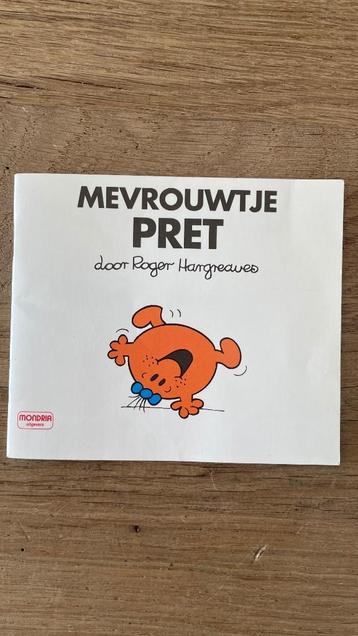 MEVROUWTJE
PRET
door Roger Hargreaves
MONDRIA
uitgevers